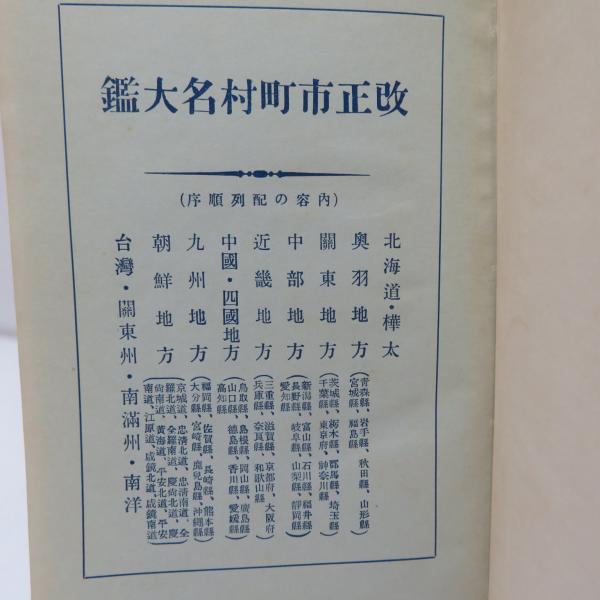 改正市町村名大鑑
(內容の配列順序)
北海道・樺太
奧羽地方
(青森縣、岩手縣、秋田縣、山形縣
宮城縣、福島縣)
關東地方
(茨城縣、栃木縣、群馬縣、埼玉縣
千葉縣、東京府、神奈川縣)
中部地方
(新潟縣、富山縣、石川縣、福井縣
長野縣、岐阜縣、山梨縣、靜岡縣
愛知縣)
近畿地方
(三重縣、滋賀縣、京都府、大阪府
兵庫縣、奈良縣、和歌山縣)
中國・四國地方
(鳥取縣、島根縣、岡山縣、廣島縣
山口縣、德島縣、香川縣、愛媛縣
高知縣)
九州地方
(福岡縣、佐賀縣、長崎縣、熊本縣
大分縣、宮崎縣、鹿兒島縣、沖繩縣)
朝鮮地方
(京城道、忠淸北道、忠淸南道、全
羅北道、全羅南道、慶尚北道、慶
尚南道、黃海道、平安北道、平安
南道、江原道、咸鏡北道、咸鏡南道)
台灣・關東州・南滿州・南洋